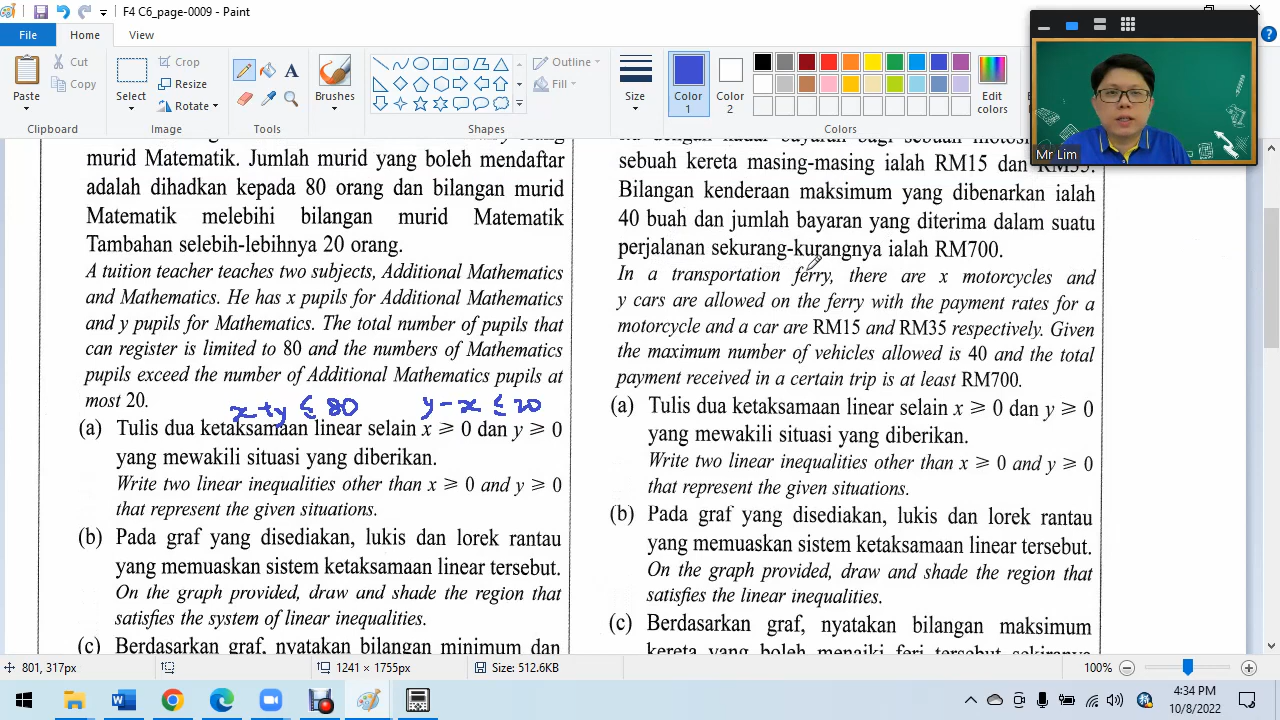 F4 C6_page-0009 - Paint
File
Home
View
Paste
Cut
Copy
Clipboard
Select
Crop
Resize
Rotate
Image
A
Tools
Brushes
Outline
Fill
Shapes
Size
Color 1
Color 2
Edit colors
Colors
Mr Lim
murid Matematik. Jumlah murid yang boleh mendaftar
adalah dihadkan kepada 80 orang dan bilangan murid
Matematik melebihi bilangan murid Matematik
Tambahan selebih-lebihnya 20 orang.
A tuition teacher teaches two subjects, Additional Mathematics
and Mathematics. He has x pupils for Additional Mathematics
and y pupils for Mathematics. The total number of pupils that
can register is limited to 80 and the numbers of Mathematics
pupils exceed the number of Additional Mathematics pupils at
most 20.
x + y ≤ 80 y - x ≤ 20
(a) Tulis dua ketaksamaan linear selain x ⩾ 0 dan y ⩾ 0
yang mewakili situasi yang diberikan.
Write two linear inequalities other than x ⩾ 0 and y ⩾ 0
that represent the given situations.
(b) Pada graf yang disediakan, lukis dan lorek rantau
yang memuaskan sistem ketaksamaan linear tersebut.
On the graph provided, draw and shade the region that
satisfies the system of linear inequalities.
(c) Berdasarkan graf, nyatakan bilangan minimum dan
sebuah kereta masing-masing ialah RM15 dan RM35.
Bilangan kenderaan maksimum yang dibenarkan ialah
40 buah dan jumlah bayaran yang diterima dalam suatu
perjalanan sekurang-kurangnya ialah RM700.
In a transportation ferry, there are x motorcycles and
y cars are allowed on the ferry with the payment rates for a
motorcycle and a car are RM15 and RM35 respectively. Given
the maximum number of vehicles allowed is 40 and the total
payment received in a certain trip is at least RM700.
(a) Tulis dua ketaksamaan linear selain x ⩾ 0 dan y ⩾ 0
yang mewakili situasi yang diberikan.
Write two linear inequalities other than x ⩾ 0 and y ⩾ 0
that represent the given situations.
(b) Pada graf yang disediakan, lukis dan lorek rantau
yang memuaskan sistem ketaksamaan linear tersebut.
On the graph provided, draw and shade the region that
satisfies the linear inequalities.
(c) Berdasarkan graf, nyatakan bilangan maksimum
kereta yang boleh menaiki feri tersebut sekiranya
801, 317px
1241 × 1755px
Size: 512.6KB
100%
4:34 PM
10/8/2022